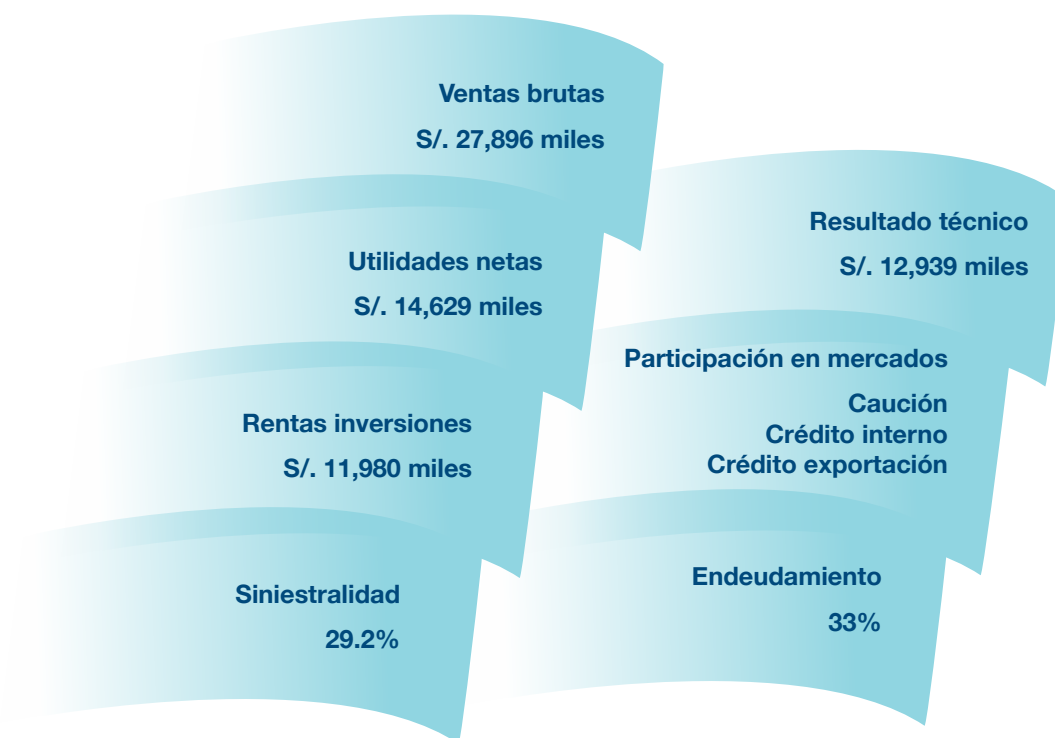 Ventas brutas
S/. 27,896 miles
Utilidades netas
S/. 14,629 miles
Rentas inversiones
S/. 11,980 miles
Siniestralidad
29.2%
Resultado técnico
S/. 12,939 miles
Participación en mercados
Caución
Crédito interno
Crédito exportación
Endeudamiento
33%